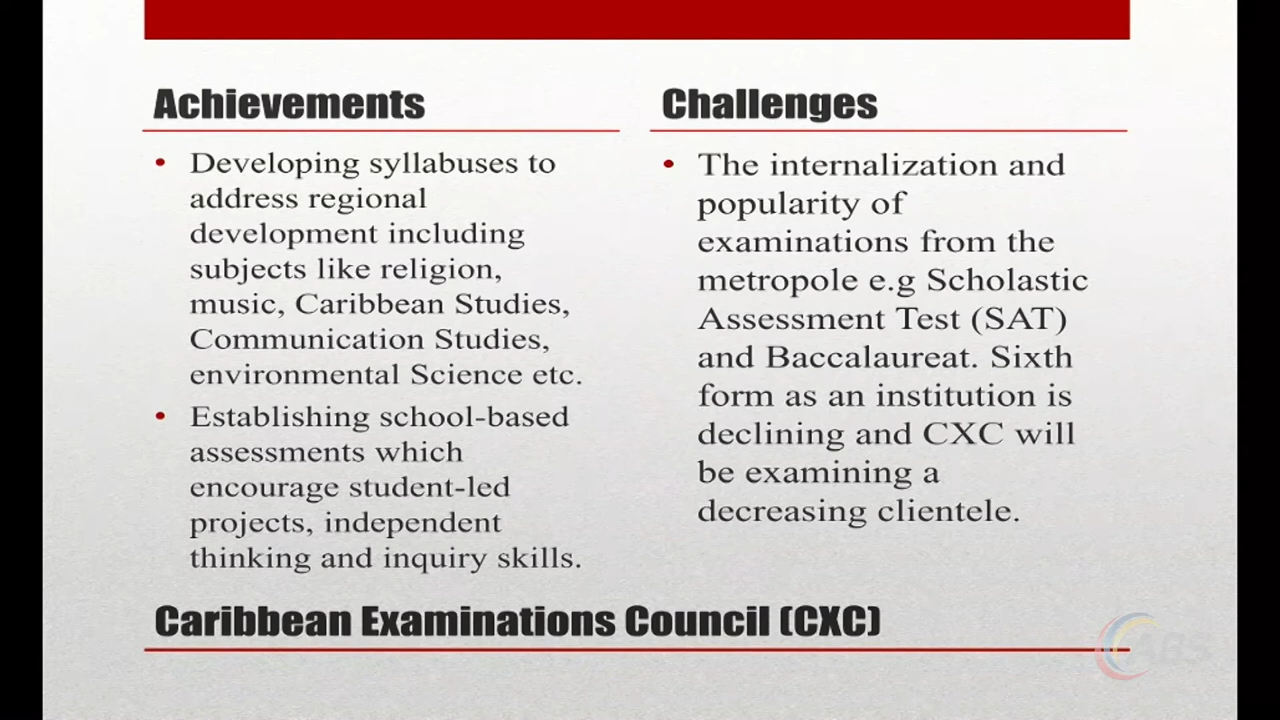 Achievements
• Developing syllabuses to
address regional
development including
subjects like religion,
music, Caribbean Studies,
Communication Studies,
environmental Science etc.
• Establishing school-based
assessments which
encourage student-led
projects, independent
thinking and inquiry skills.
Challenges
• The internalization and
popularity of
examinations from the
metropole e.g Scholastic
Assessment Test (SAT)
and Baccalaureat. Sixth
form as an institution is
declining and CXC will
be examining a
decreasing clientele.
Caribbean Examinations Council (CXC)
ABS